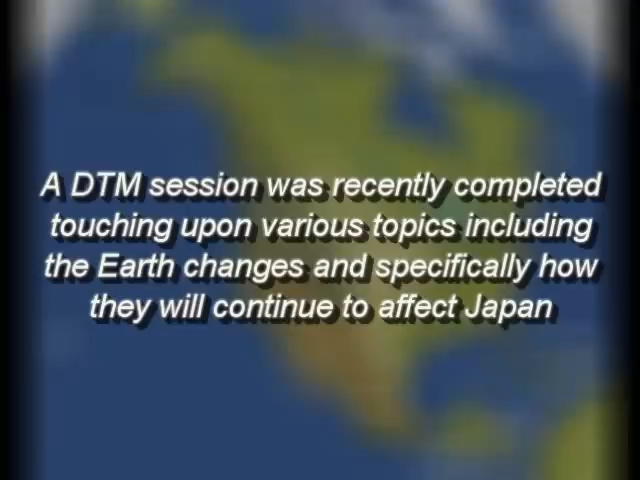 A DTM session was recently completed
touching upon various topics including
the Earth changes and specifically how
they will continue to affect Japan